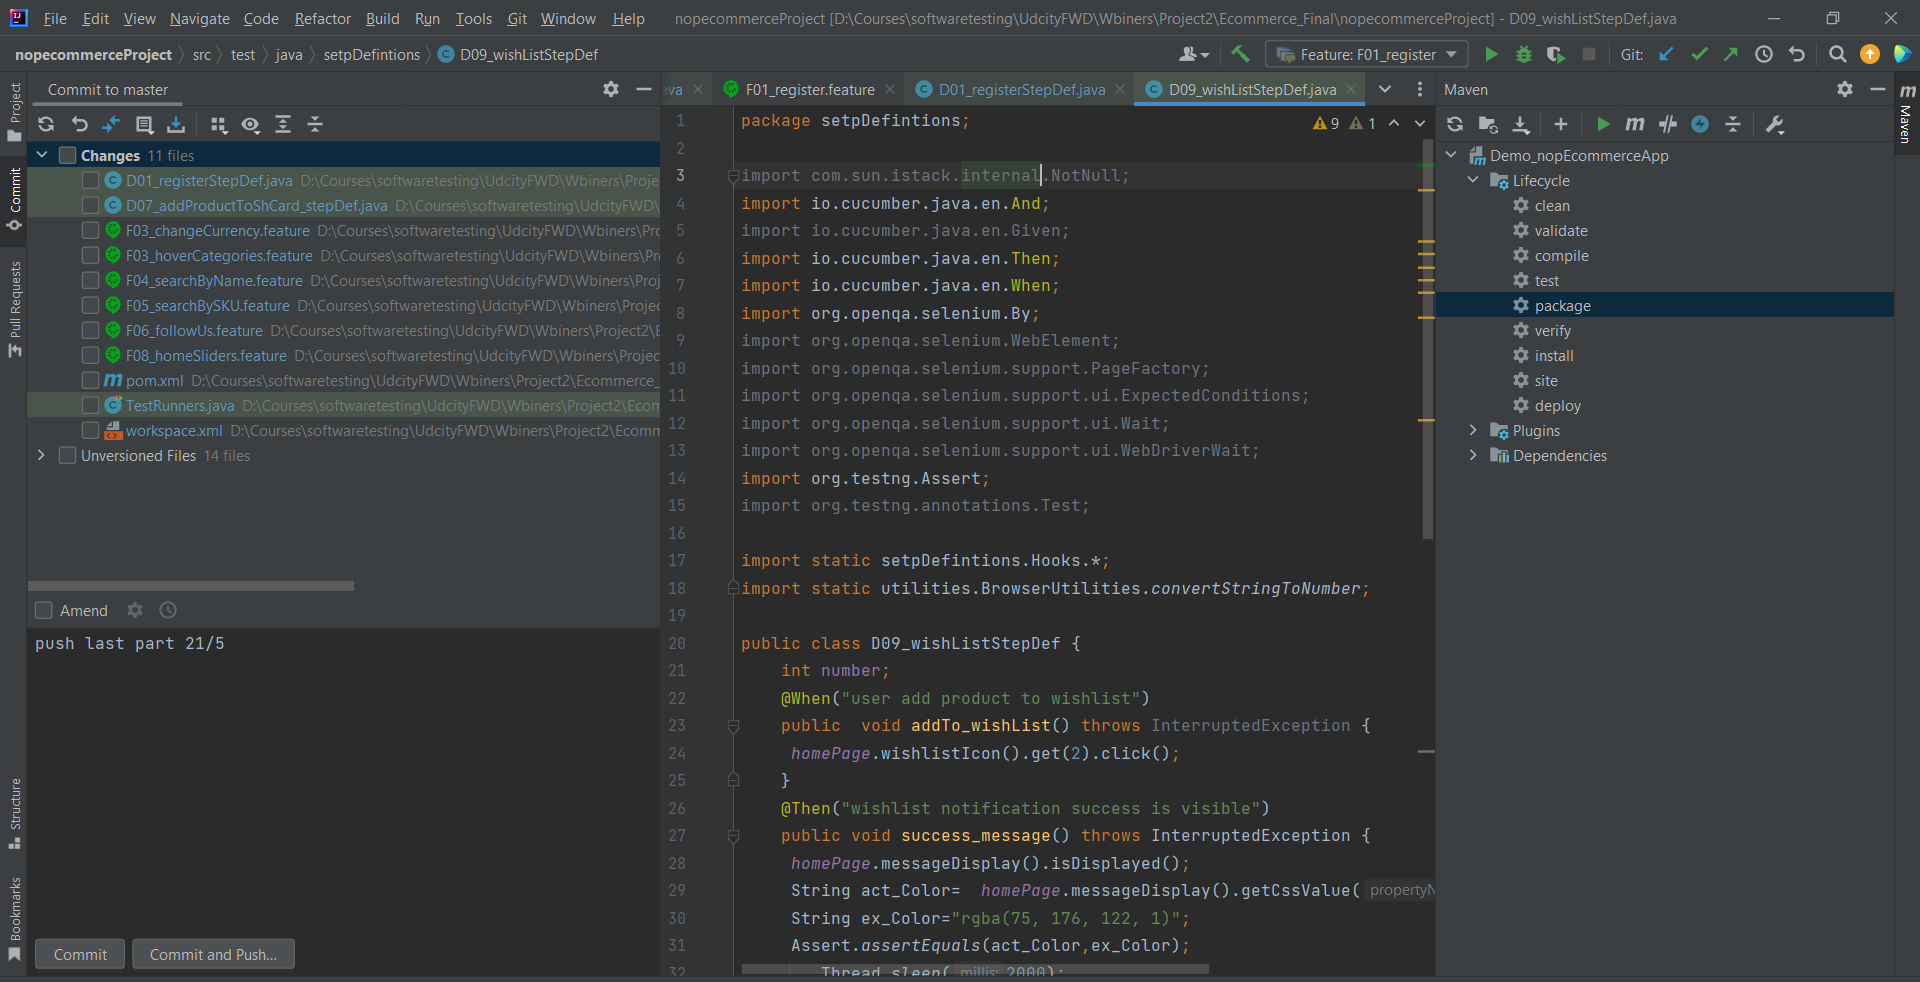 File Edit View Navigate Code Refactor Build Run Tools Git Window Help nopecommerceProject [D:\Courses\softwaretesting\UdcityFWD\Wbiners\Project2\Ecommerce_Final\nopecommerceProject] - D09_wishListStepDef.java
nopecommerceProject src test java setpDefintions D09_wishListStepDef Feature: F01_register Git:
Project
Commit
Pull Requests
Structure
Bookmarks
Commit to master
Changes 11 files
D01_registerStepDef.java D:\Courses\softwaretesting\UdcityFWD\Wbiners\Proje
D07_addProductToShCard_stepDef.java D:\Courses\softwaretesting\UdcityFWD\
F03_changeCurrency.feature D:\Courses\softwaretesting\UdcityFWD\Wbiners\Prc
F03_hoverCategories.feature D:\Courses\softwaretesting\UdcityFWD\Wbiners\Pr
F04_searchByName.feature D:\Courses\softwaretesting\UdcityFWD\Wbiners\Proj
F05_searchBySKU.feature D:\Courses\softwaretesting\UdcityFWD\Wbiners\Projec
F06_followUs.feature D:\Courses\softwaretesting\UdcityFWD\Wbiners\Project2\E
F08_homeSliders.feature D:\Courses\softwaretesting\UdcityFWD\Wbiners\Projec
pom.xml D:\Courses\softwaretesting\UdcityFWD\Wbiners\Project2\Ecommerce_
TestRunners.java D:\Courses\softwaretesting\UdcityFWD\Wbiners\Project2\Ecom
workspace.xml D:\Courses\softwaretesting\UdcityFWD\Wbiners\Project2\Ecomm
Unversioned Files 14 files
Amend
push last part 21/5
Commit Commit and Push...
ava F01_register.feature D01_registerStepDef.java D09_wishListStepDef.java
9 1
1 package setpDefintions;
2
3 import com.sun.istack.internal.NotNull;
4 import io.cucumber.java.en.And;
5 import io.cucumber.java.en.Given;
6 import io.cucumber.java.en.Then;
7 import io.cucumber.java.en.When;
8 import org.openqa.selenium.By;
9 import org.openqa.selenium.WebElement;
10 import org.openqa.selenium.support.PageFactory;
11 import org.openqa.selenium.support.ui.ExpectedConditions;
12 import org.openqa.selenium.support.ui.Wait;
13 import org.openqa.selenium.support.ui.WebDriverWait;
14 import org.testng.Assert;
15 import org.testng.annotations.Test;
16
17 import static setpDefintions.Hooks.*;
18 import static utilities.BrowserUtilities.convertStringToNumber;
19
20 public class D09_wishListStepDef {
21 int number;
22 @When("user add product to wishlist")
23 public void addTo_wishList() throws InterruptedException {
24 homePage.wishlistIcon().get(2).click();
25 }
26 @Then("wishlist notification success is visible")
27 public void success_message() throws InterruptedException {
28 homePage.messageDisplay().isDisplayed();
29 String act_Color= homePage.messageDisplay().getCssValue( propertyN
30 String ex_Color="rgba(75, 176, 122, 1)";
31 Assert.assertEquals(act_Color,ex_Color);
32 Thread.sleep( millis: 2000);
Maven
Demo_nopEcommerceApp
Lifecycle
clean
validate
compile
test
package
verify
install
site
deploy
Plugins
Dependencies
Maven